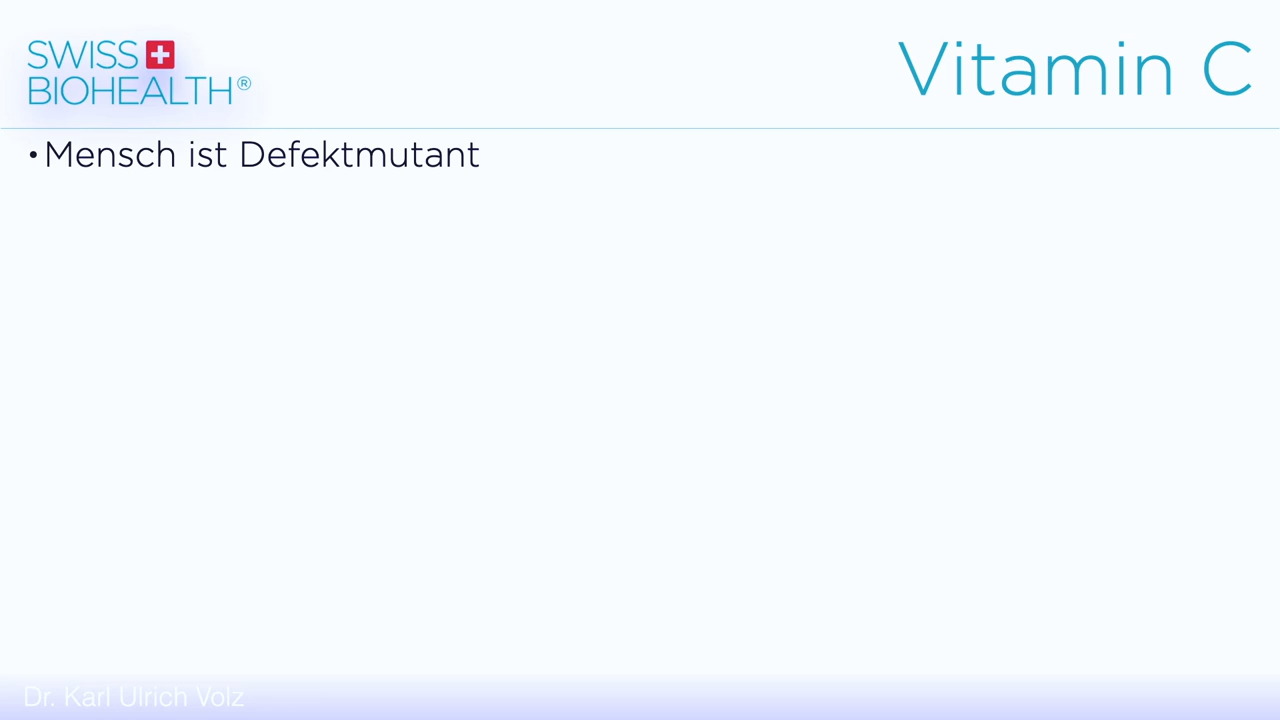 SWISS
BIOHEALTH®
Vitamin C
• Mensch ist Defektmutant
Dr. Karl Ulrich Volz